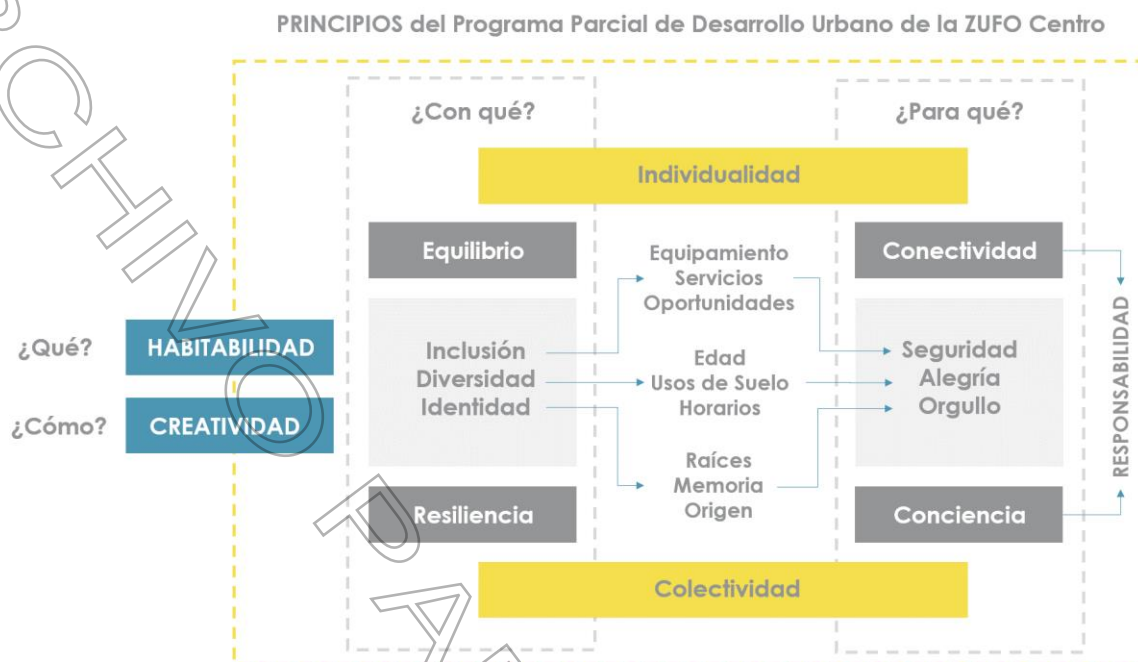 PRINCIPIOS del Programa Parcial de Desarrollo Urbano de la ZUFO Centro
¿Con qué?
¿Para qué?
Individualidad
Equilibrio
Conectividad
Equipamiento
Servicios
Oportunidades
¿Qué?
HABITABILIDAD
¿Cómo?
CREATIVIDAD
Inclusión
Diversidad
Identidad
Edad
Usos de Suelo
Horarios
Seguridad
Alegría
Orgullo
RESPONSABILIDAD
Raíces
Memoria
Origen
Resiliencia
Conciencia
Colectividad